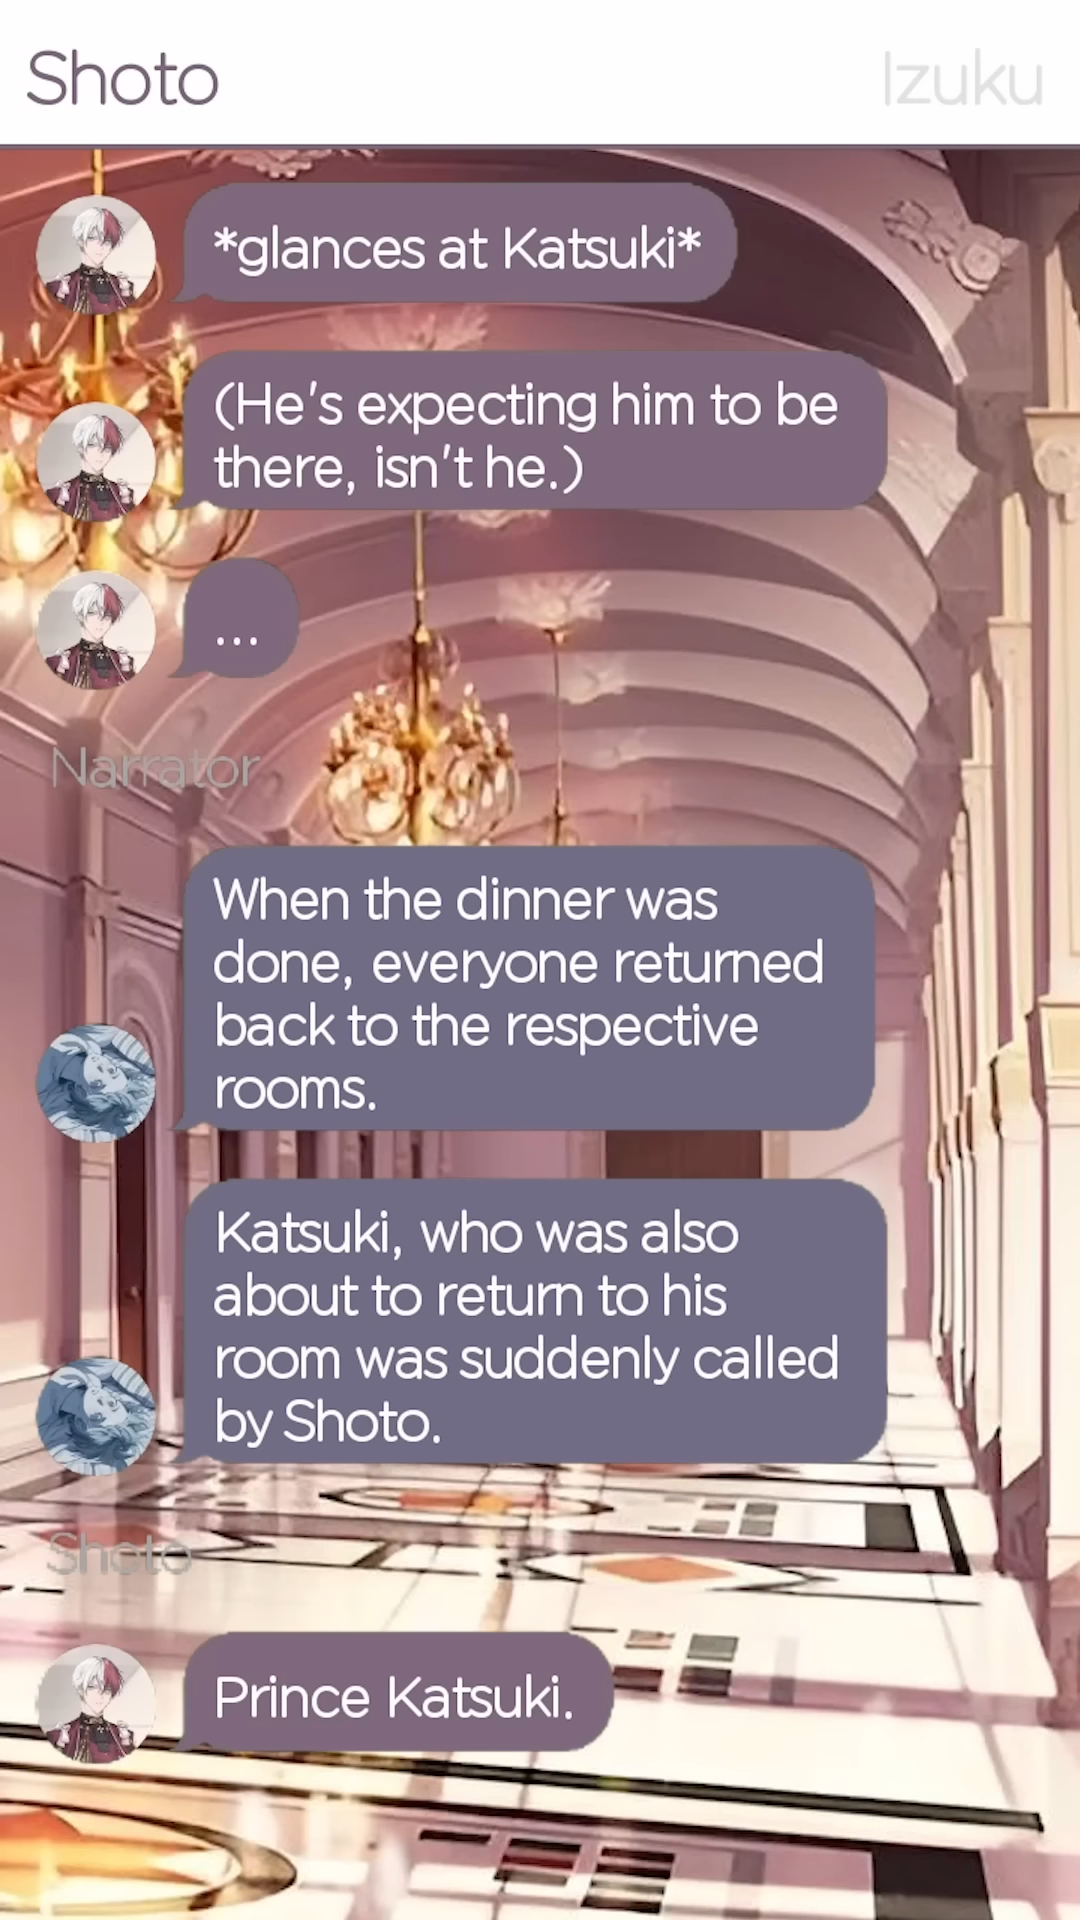 Shoto
Izuku
*glances at Katsuki*
(He's expecting him to be
there, isn't he.)
...
Narrator
When the dinner was
done, everyone returned
back to the respective
rooms.
Katsuki, who was also
about to return to his
room was suddenly called
by Shoto.
Shoto
Prince Katsuki.